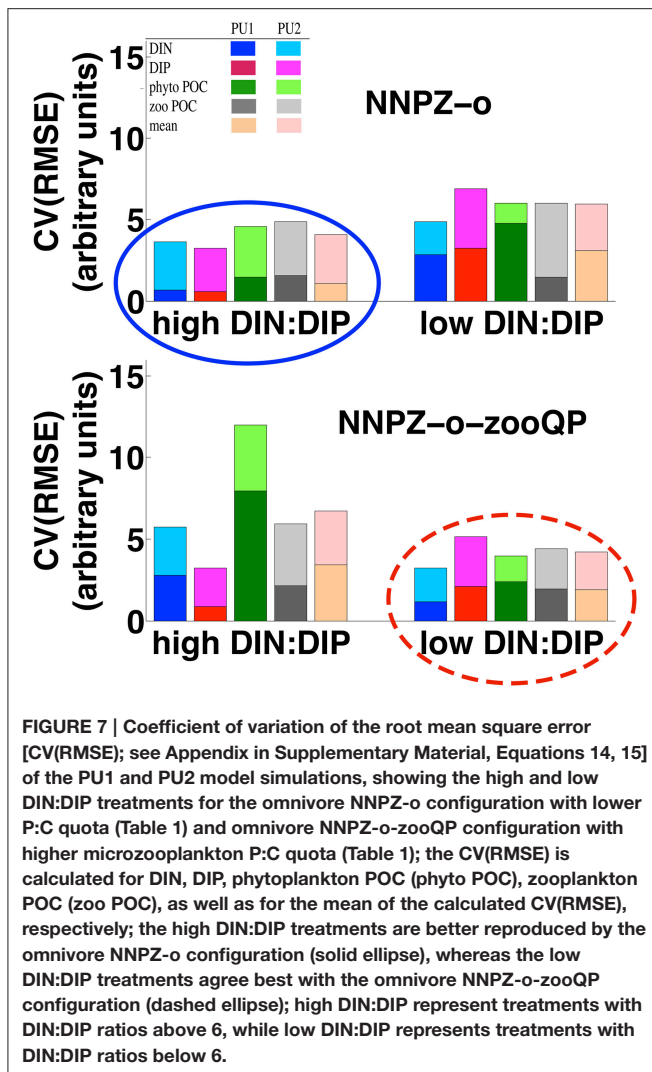 PU1 PU2
DIN
DIP
phyto POC
zoo POC
mean
CV(RMSE)
(arbitrary units)
15
10
5
0
NNPZ–o
high DIN:DIP
low DIN:DIP
CV(RMSE)
(arbitrary units)
15
10
5
0
NNPZ–o–zooQP
high DIN:DIP
low DIN:DIP
FIGURE 7 | Coefficient of variation of the root mean square error
[CV(RMSE); see Appendix in Supplementary Material, Equations 14, 15]
of the PU1 and PU2 model simulations, showing the high and low
DIN:DIP treatments for the omnivore NNPZ-o configuration with lower
P:C quota (Table 1) and omnivore NNPZ-o-zooQP configuration with
higher microzooplankton P:C quota (Table 1); the CV(RMSE) is
calculated for DIN, DIP, phytoplankton POC (phyto POC), zooplankton
POC (zoo POC), as well as for the mean of the calculated CV(RMSE),
respectively; the high DIN:DIP treatments are better reproduced by the
omnivore NNPZ-o configuration (solid ellipse), whereas the low
DIN:DIP treatments agree best with the omnivore NNPZ-o-zooQP
configuration (dashed ellipse); high DIN:DIP represent treatments with
DIN:DIP ratios above 6, while low DIN:DIP represents treatments with
DIN:DIP ratios below 6.